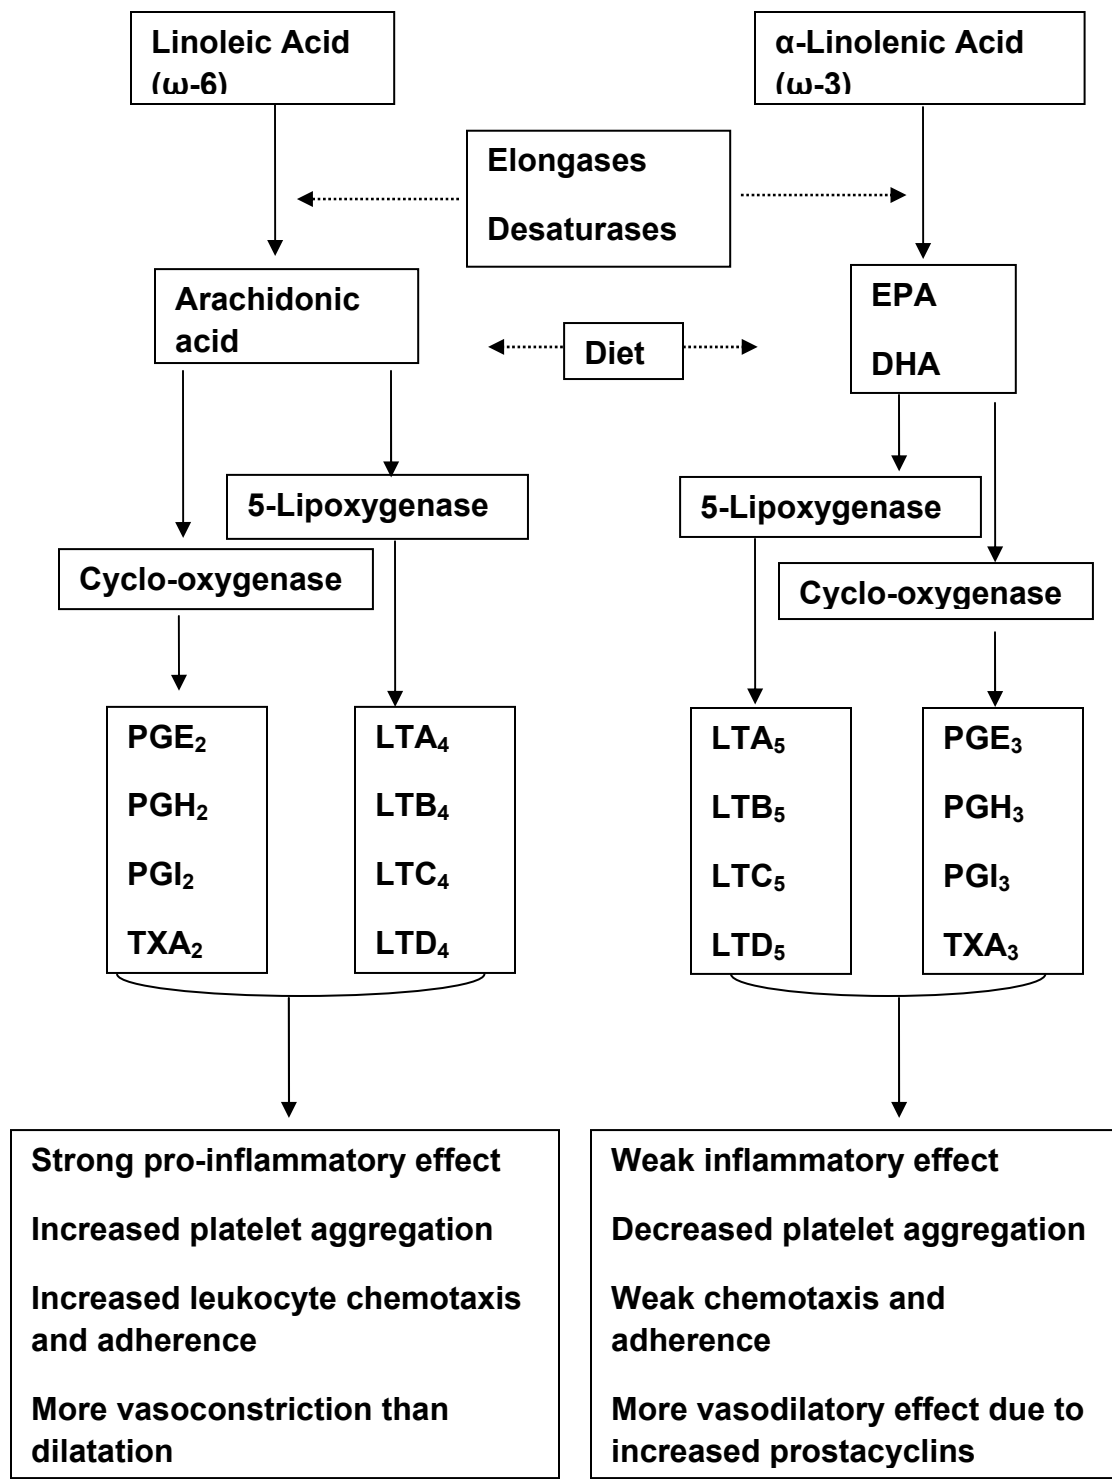 Linoleic Acid
(ω-6)
α-Linolenic Acid
(ω-3)
Elongases
Desaturases
Arachidonic
acid
EPA
DHA
Diet
5-Lipoxygenase
5-Lipoxygenase
Cyclo-oxygenase
Cyclo-oxygenase
PGE₂
PGH₂
PGI₂
TXA₂
LTA₄
LTB₄
LTC₄
LTD₄
LTA₅
LTB₅
LTC₅
LTD₅
PGE₃
PGH₃
PGI₃
TXA₃
Strong pro-inflammatory effect
Increased platelet aggregation
Increased leukocyte chemotaxis
and adherence
More vasoconstriction than
dilatation
Weak inflammatory effect
Decreased platelet aggregation
Weak chemotaxis and
adherence
More vasodilatory effect due to
increased prostacyclins